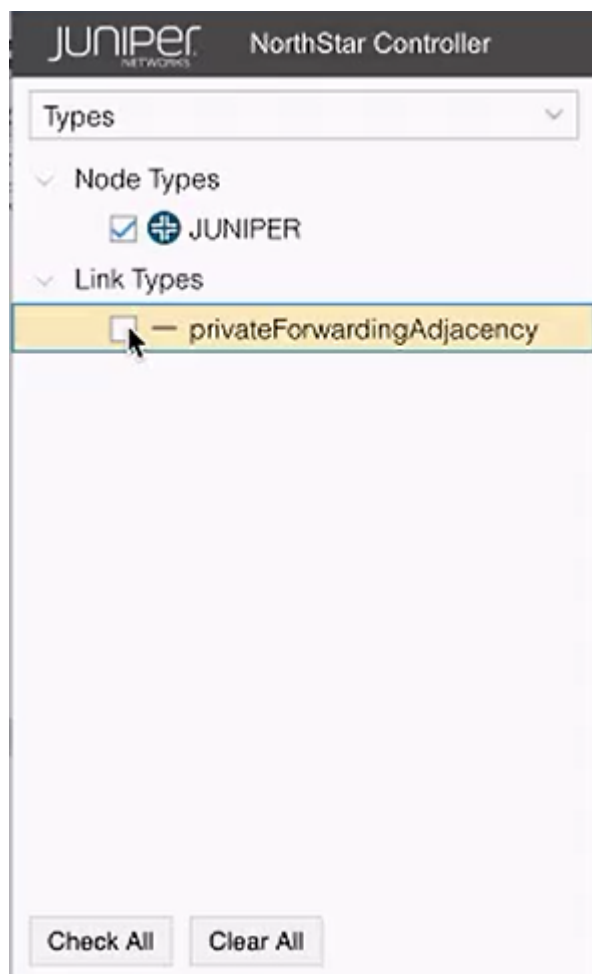 JUNIPER NETWORKS NorthStar Controller
Types
Node Types
JUNIPER
Link Types
privateForwardingAdjacency
Check All Clear All